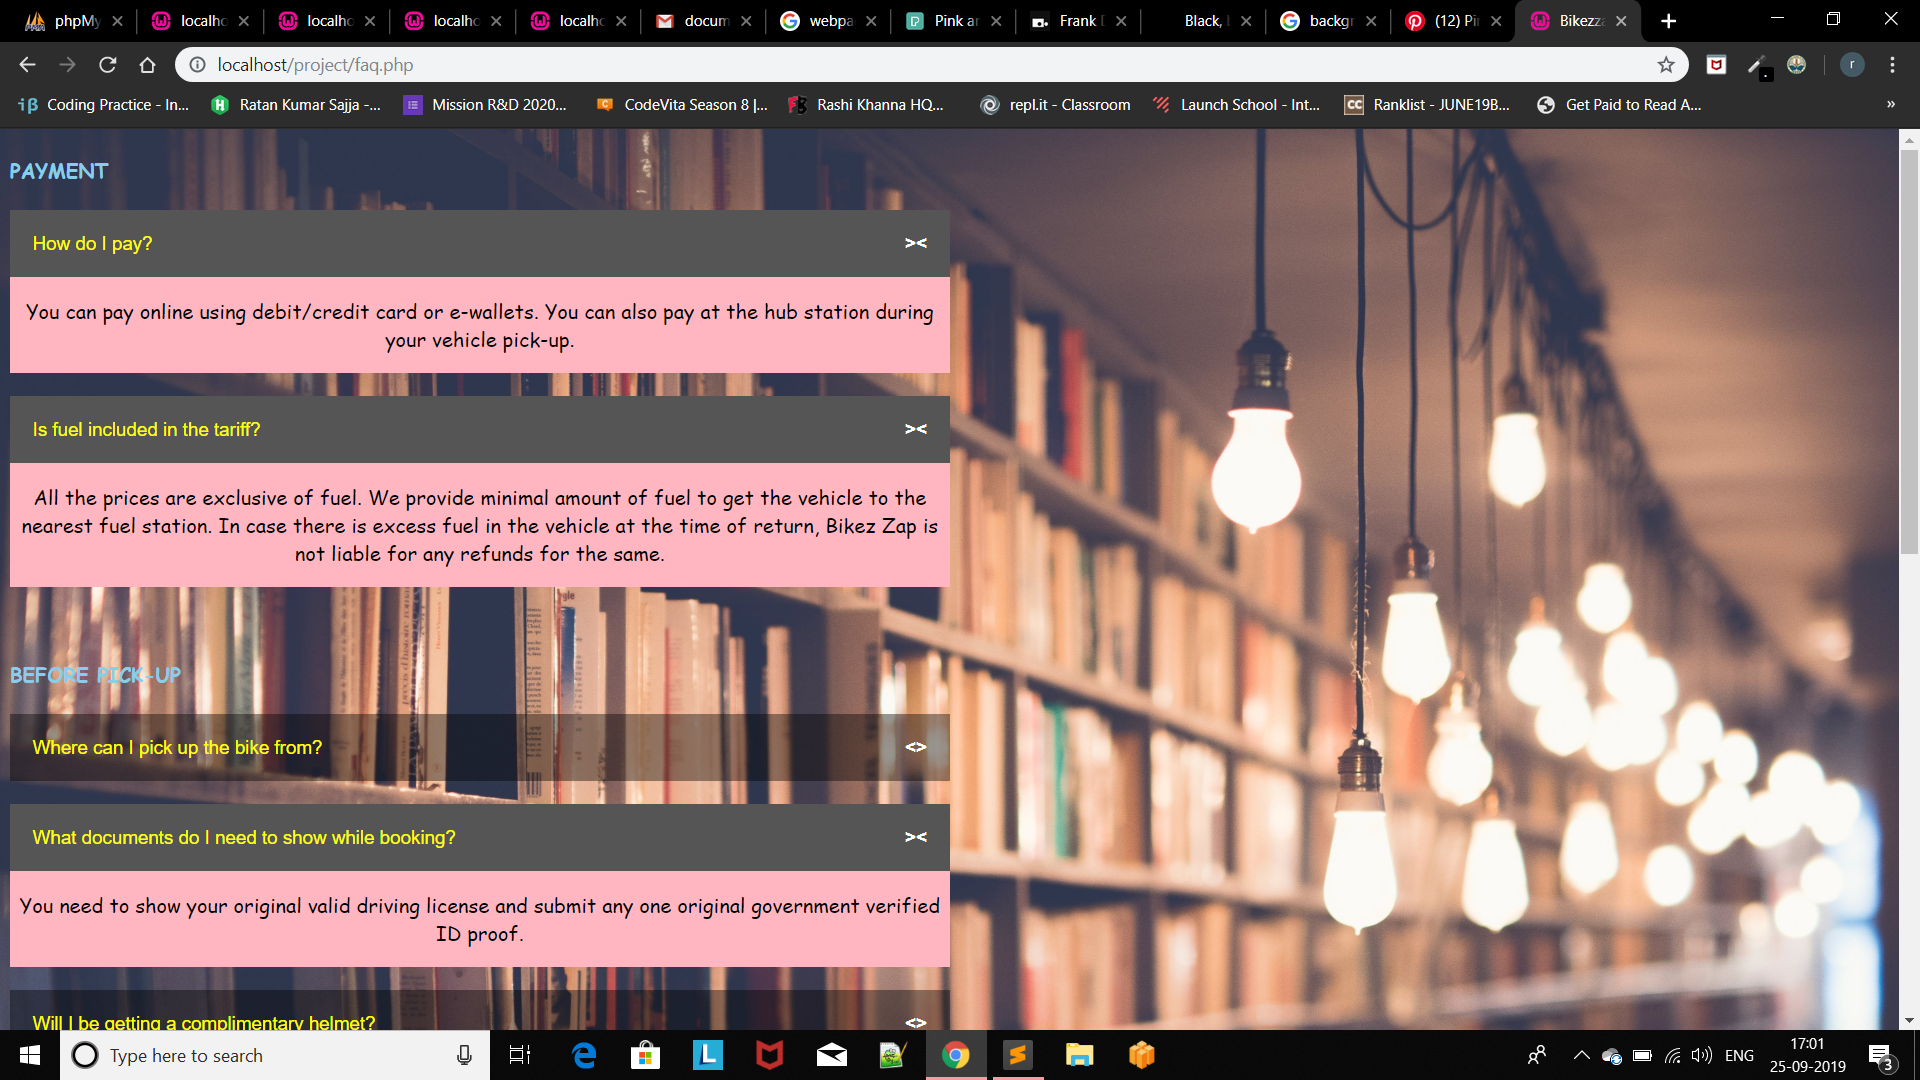 phpMy
localho
localho
localho
localho
docum
webpa
Pink ar
Frank
Black,
backgr
(12) Pi
Bikezz
localhost/project/faq.php
Coding Practice - In...
Ratan Kumar Sajja -...
Mission R&D 2020...
CodeVita Season 8 |...
Rashi Khanna HQ...
repl.it - Classroom
Launch School - Int...
Ranklist - JUNE19B...
Get Paid to Read A...
»
PAYMENT
How do I pay? ><
You can pay online using debit/credit card or e-wallets. You can also pay at the hub station during
your vehicle pick-up.
Is fuel included in the tariff? ><
All the prices are exclusive of fuel. We provide minimal amount of fuel to get the vehicle to the
nearest fuel station. In case there is excess fuel in the vehicle at the time of return, Bikez Zap is
not liable for any refunds for the same.
BEFORE PICK-UP
Where can I pick up the bike from? <>
What documents do I need to show while booking? ><
You need to show your original valid driving license and submit any one original government verified
ID proof.
Will I be getting a complimentary helmet? <>
Type here to search
ENG
17:01
25-09-2019
3